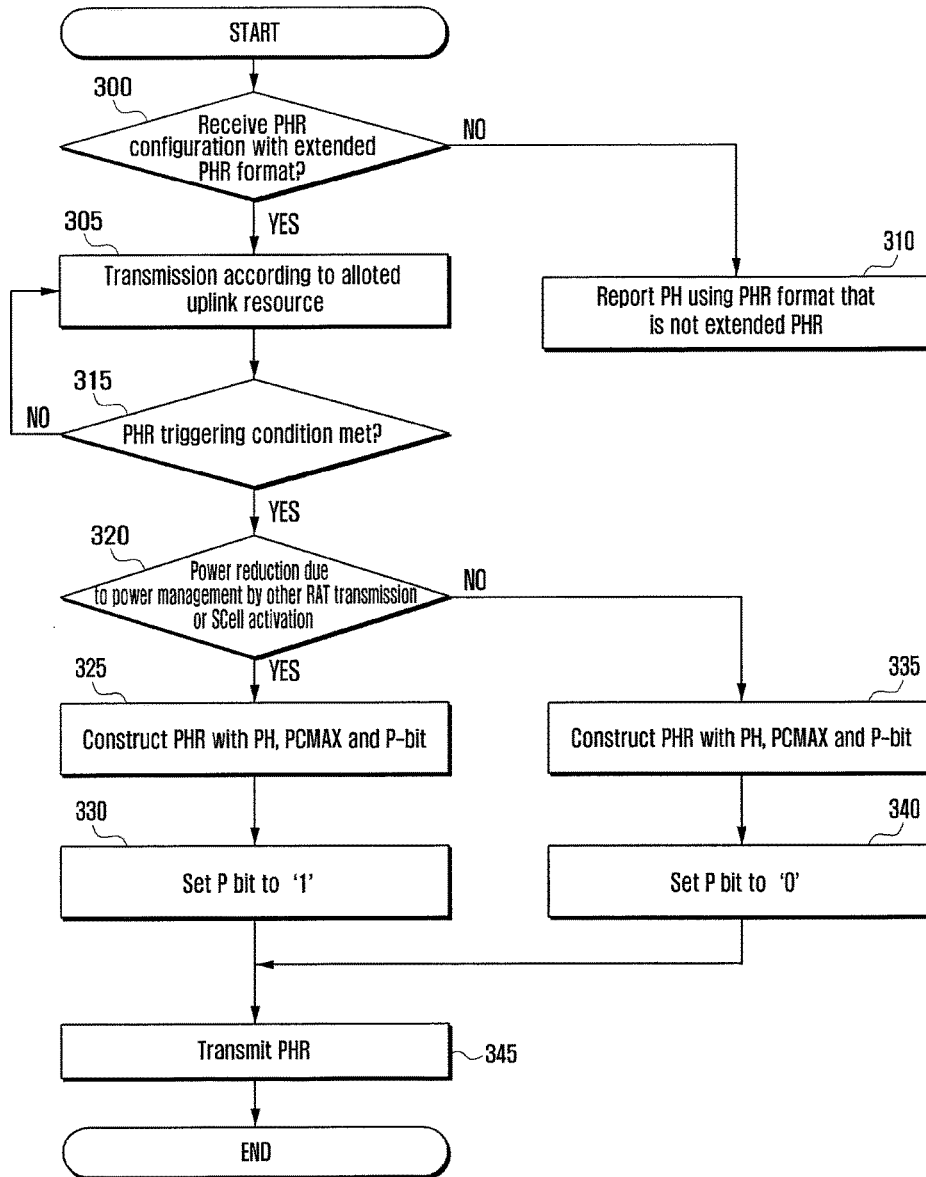 START
300
Receive PHR
configuration with extended
PHR format?
NO
YES
305
Transmission according to alloted
uplink resource
310
Report PH using PHR format that
is not extended PHR
315
NO
PHR triggering condition met?
YES
320
Power reduction due
to power management by other RAT transmission
or SCell activation
NO
YES
325
Construct PHR with PH, PCMAX and P-bit
335
Construct PHR with PH, PCMAX and P-bit
330
Set P bit to ‘1’
340
Set P bit to ‘0’
Transmit PHR
345
END